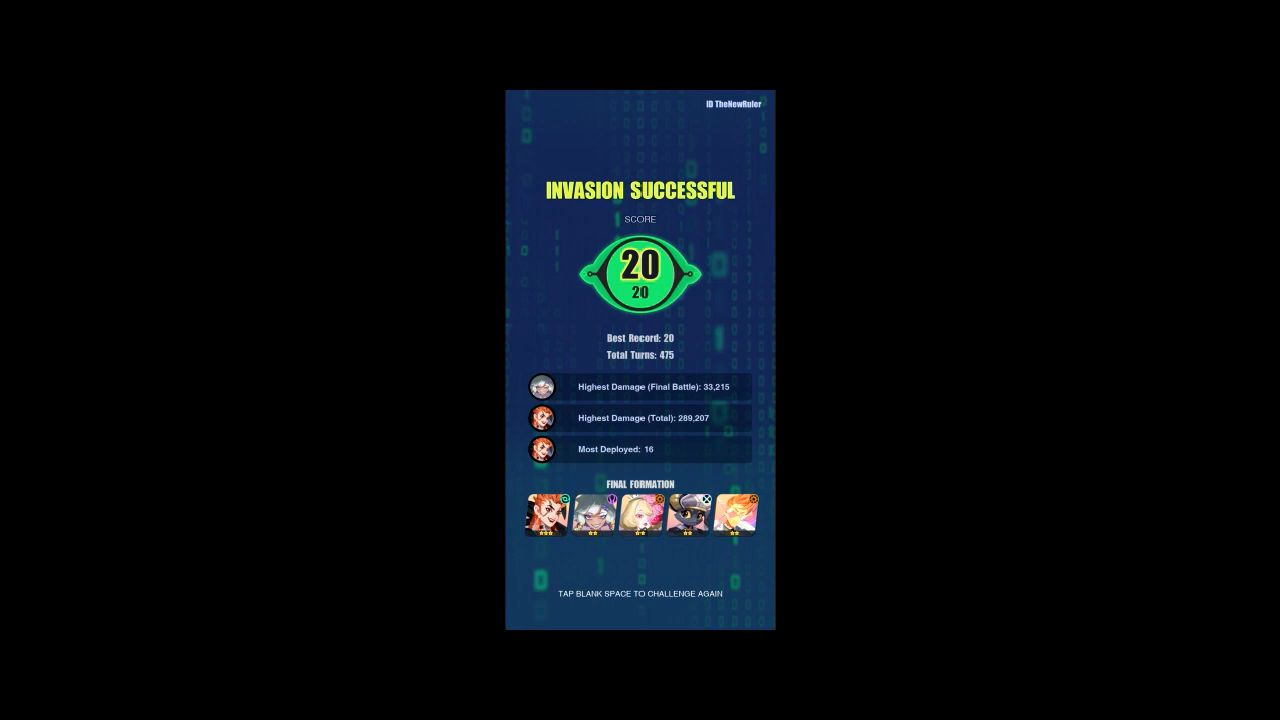 ID TheNewRuler
INVASION SUCCESSFUL
SCORE
20
20
Best Record: 20
Total Turns: 475
Highest Damage (Final Battle): 33,215
Highest Damage (Total): 289,207
Most Deployed: 16
FINAL FORMATION
TAP BLANK SPACE TO CHALLENGE AGAIN